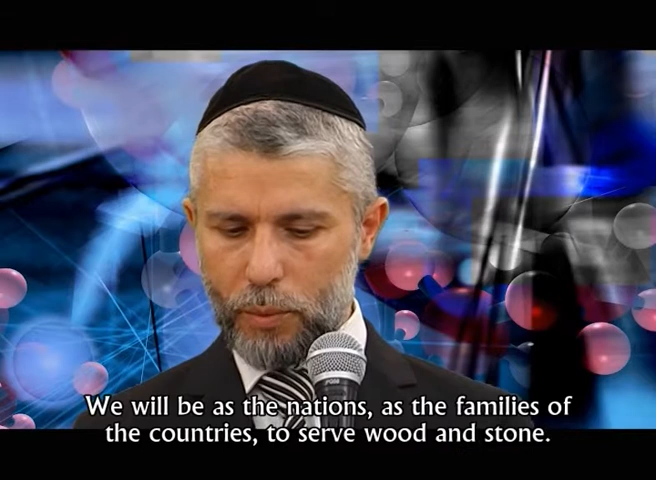 We will be as the nations, as the families of
the countries, to serve wood and stone.